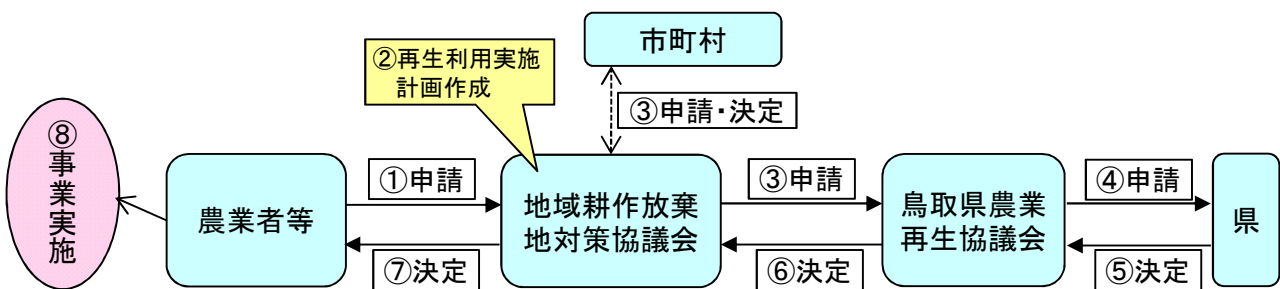 市町村
②再生利用実施
計画作成
③申請・決定
⑧事業実施
農業者等
①申請
地域耕作放棄
地対策協議会
③申請
鳥取県農業
再生協議会
④申請
県
⑦決定
⑥決定
⑤決定